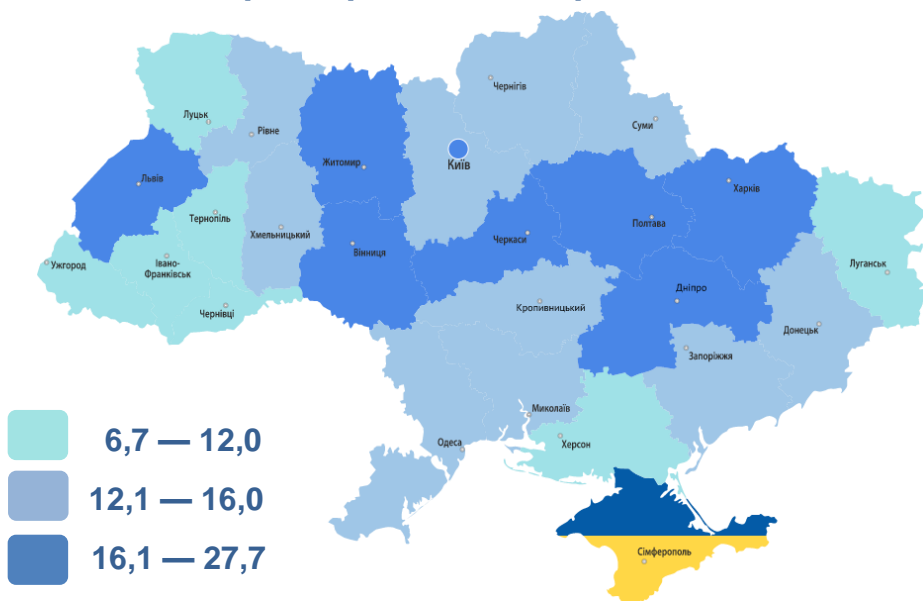 Чернігів
Луцьк
Рівне
Суми
Київ
Житомир
Львів
Харків
Тернопіль
Полтава
Хмельницький
Черкаси
Вінниця
Ужгород
Івано-
Франківськ
Луганськ
Дніпро
Чернівці
Кропивницький
Донецьк
Запоріжжя
Миколаїв
Одеса
Херсон
Сімферополь
6,7 — 12,0
12,1 — 16,0
16,1 — 27,7